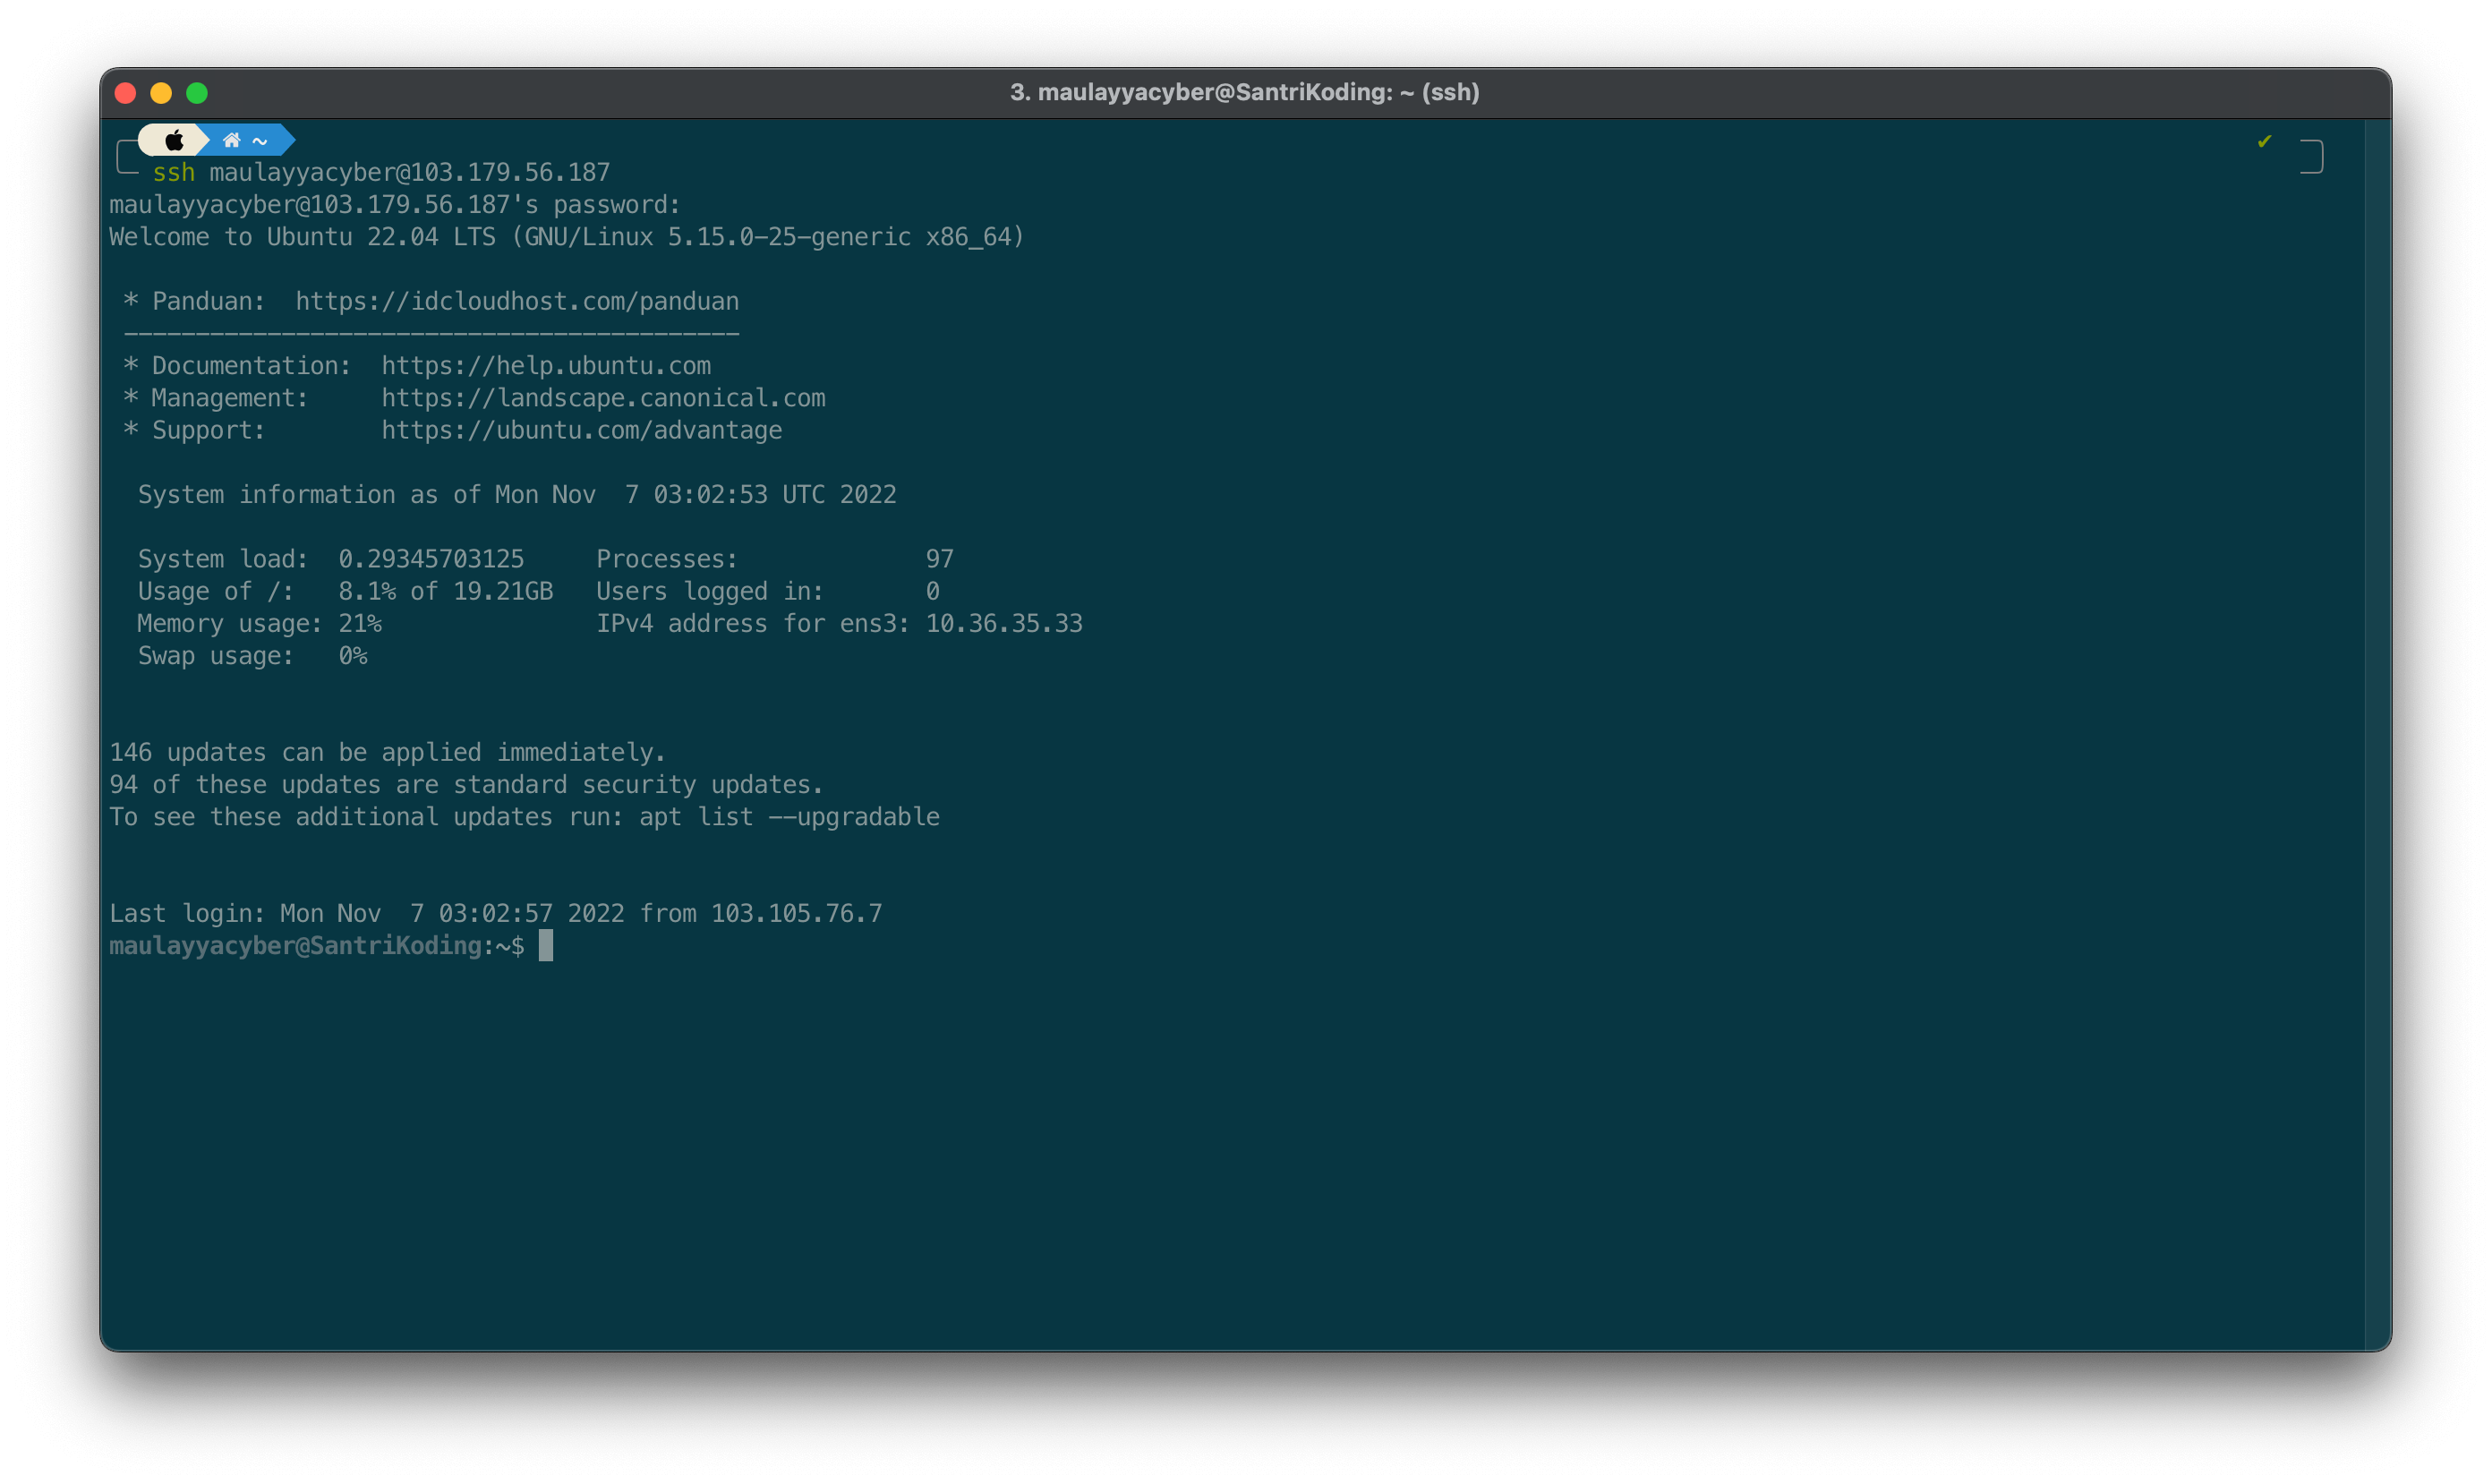 3. maulayyacyber@SantriKoding: ~ (ssh)
~ ✔
ssh maulayyacyber@103.179.56.187
maulayyacyber@103.179.56.187's password:
Welcome to Ubuntu 22.04 LTS (GNU/Linux 5.15.0-25-generic x86_64)
* Panduan:  https://idcloudhost.com/panduan
-------------------------------------------
* Documentation:  https://help.ubuntu.com
* Management:     https://landscape.canonical.com
* Support:        https://ubuntu.com/advantage
System information as of Mon Nov  7 03:02:53 UTC 2022
System load:  0.29345703125     Processes:             97
Usage of /:   8.1% of 19.21GB   Users logged in:       0
Memory usage: 21%               IPv4 address for ens3: 10.36.35.33
Swap usage:   0%
146 updates can be applied immediately.
94 of these updates are standard security updates.
To see these additional updates run: apt list --upgradable
Last login: Mon Nov  7 03:02:57 2022 from 103.105.76.7
maulayyacyber@SantriKoding:~$